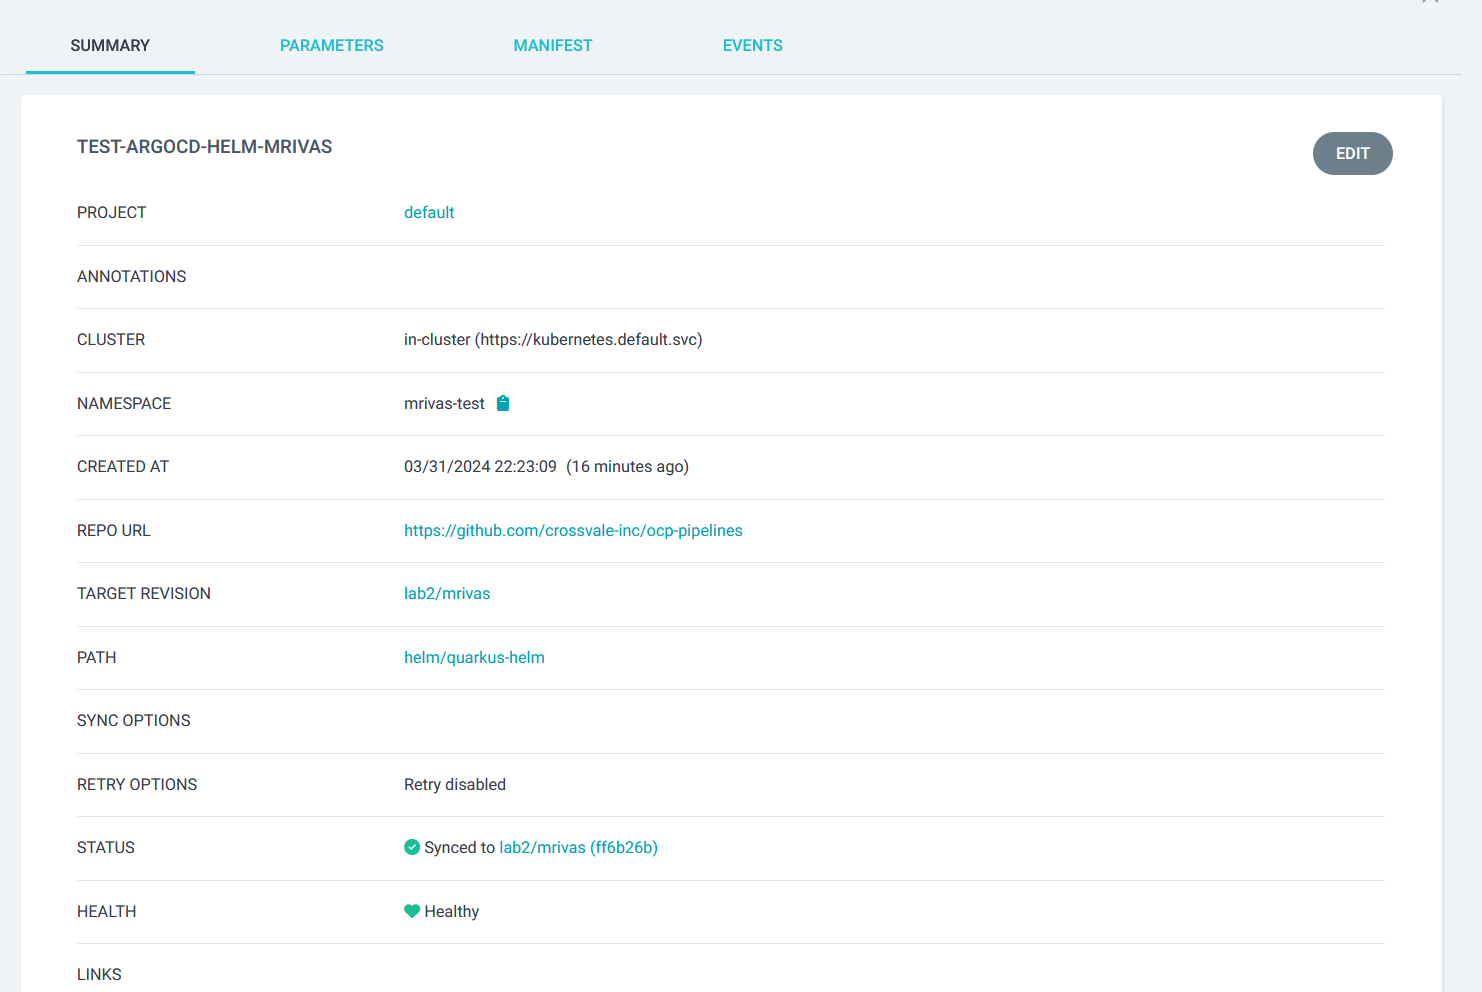 SUMMARY PARAMETERS MANIFEST EVENTS
TEST-ARGOCD-HELM-MRIVAS EDIT
PROJECT default
ANNOTATIONS
CLUSTER in-cluster (https://kubernetes.default.svc)
NAMESPACE mrivas-test
CREATED AT 03/31/2024 22:23:09 (16 minutes ago)
REPO URL https://github.com/crossvale-inc/ocp-pipelines
TARGET REVISION lab2/mrivas
PATH helm/quarkus-helm
SYNC OPTIONS
RETRY OPTIONS Retry disabled
STATUS Synced to lab2/mrivas (ff6b26b)
HEALTH Healthy
LINKS